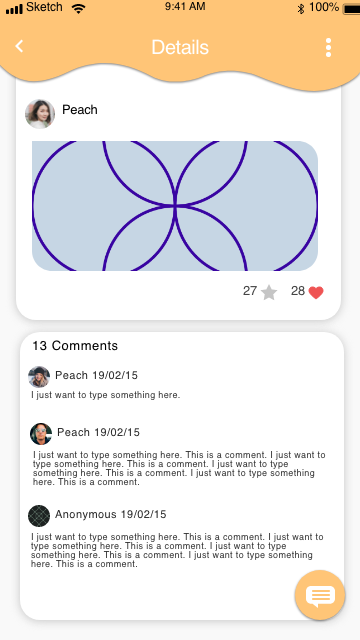 Sketch 9:41 AM 100%
Details
Peach
27 28
13 Comments
Peach 19/02/15
I just want to type something here.
Peach 19/02/15
I just want to type something here. This is a comment. I just want to
type something here. This is a comment. I just want to type
something here. This is a comment. I just want to type something
here. This is a comment.
Anonymous 19/02/15
I just want to type something here. This is a comment. I just want to
type something here. This is a comment. I just want to type
something here. This is a comment. I just want to type something
here. This is a comment.